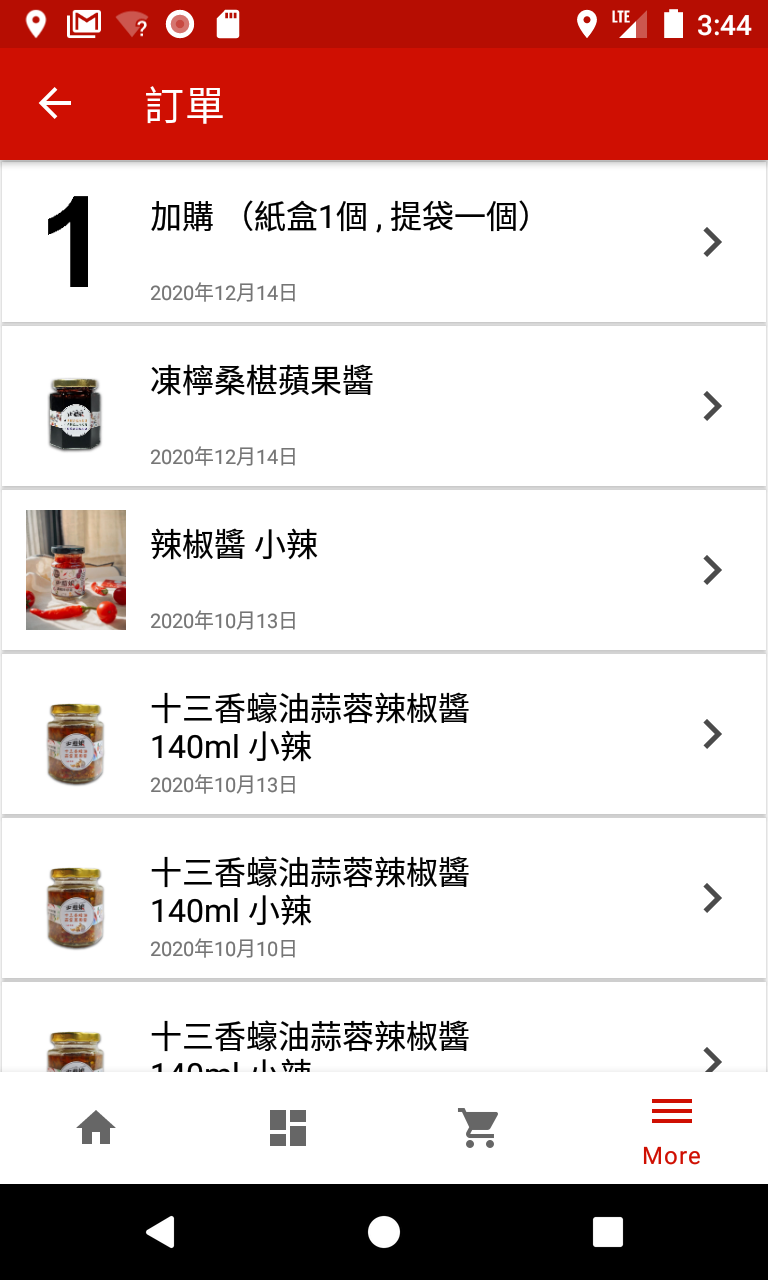 LTE 3:44
訂單
1
加購 （紙盒1個 , 提袋一個）
2020年12月14日
凍檸桑椹蘋果醬
2020年12月14日
辣椒醬 小辣
2020年10月13日
十三香蠔油蒜蓉辣椒醬
140ml 小辣
2020年10月13日
十三香蠔油蒜蓉辣椒醬
140ml 小辣
2020年10月10日
十三香蠔油蒜蓉辣椒醬
140ml 小辣
More